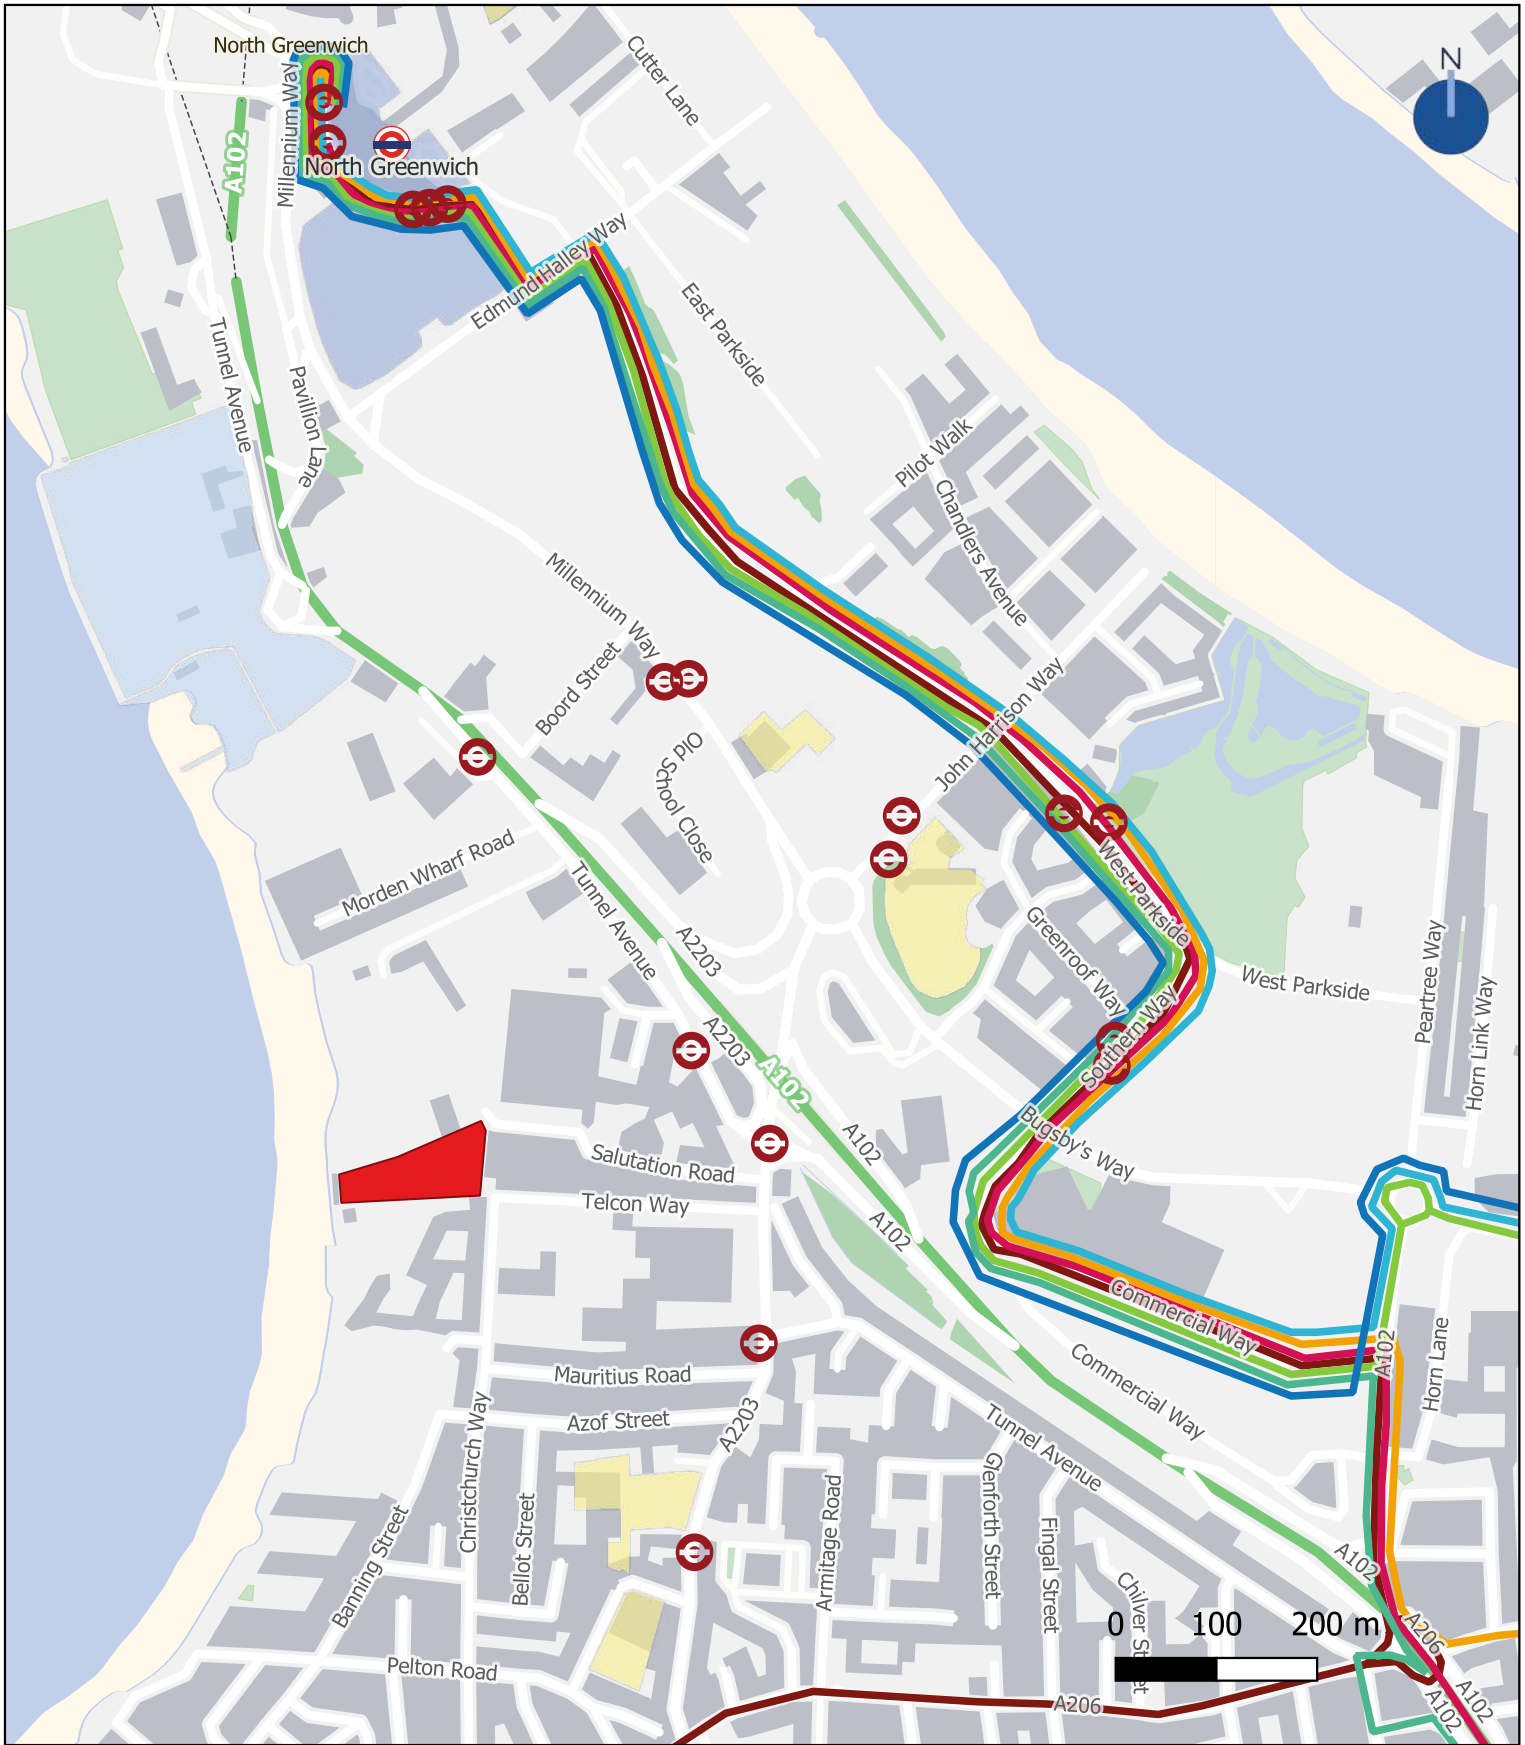 North Greenwich
N
Cutter Lane
Millennium Way
A102
North Greenwich
Edmund Halley Way
East Parkside
Tunnel Avenue
Pavillion Lane
Pilot Walk
Chandlers Avenue
Millennium Way
Boord Street
John Harrison Way
Old School Close
Morden Wharf Road
Tunnel Avenue
West Parkside
Greenroof Way
A2203
West Parkside
Peartree Way
Horn Link Way
Southern Way
A2203
A102
Bugsby's Way
A102
Salutation Road
Telcon Way
A102
Commercial Way
A102
Horn Lane
Mauritius Road
Commercial Way
Azof Street
A2203
Christchurch Way
Tunnel Avenue
Banning Street
Bellot Street
Armitage Road
Glenforth Street
Fingal Street
Chilver Street
A102
0 100 200 m
A206
Pelton Road
A206
A102
A102